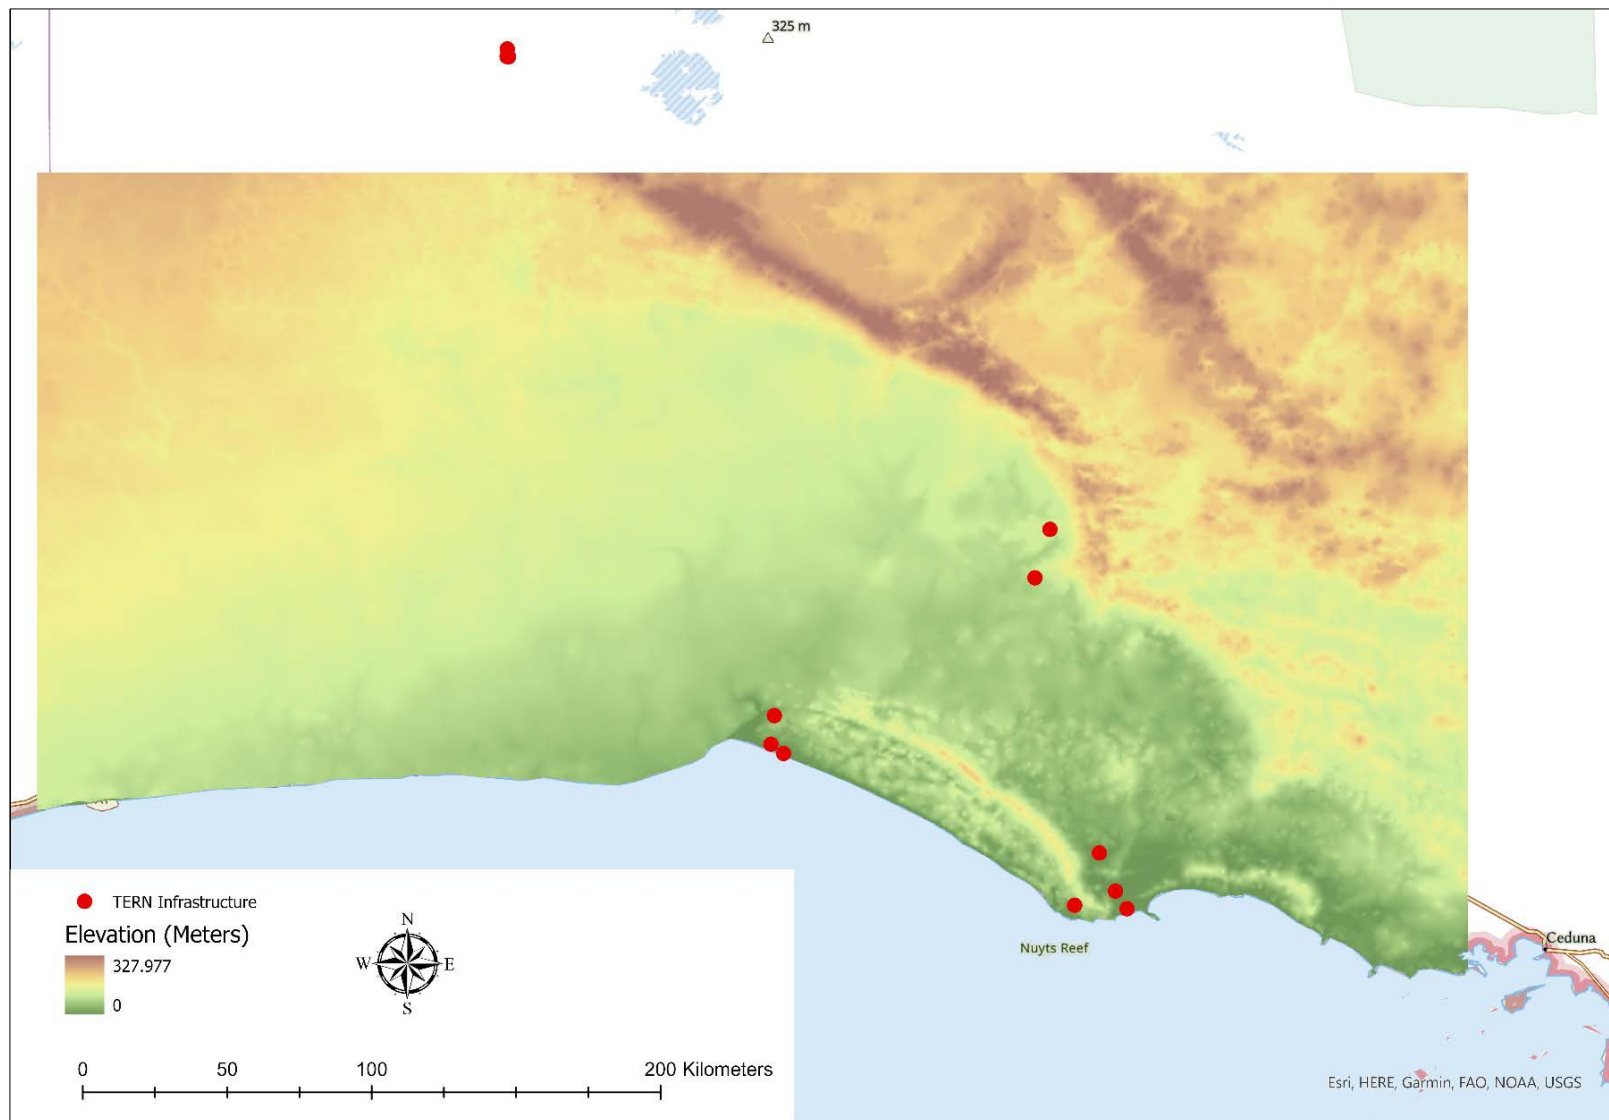 325 m
TERN Infrastructure
Elevation (Meters)
327.977
0
N
W E
S
Nuyts Reef
Ceduna
0 50 100 200 Kilometers
Esri, HERE, Garmin, FAO, NOAA, USGS